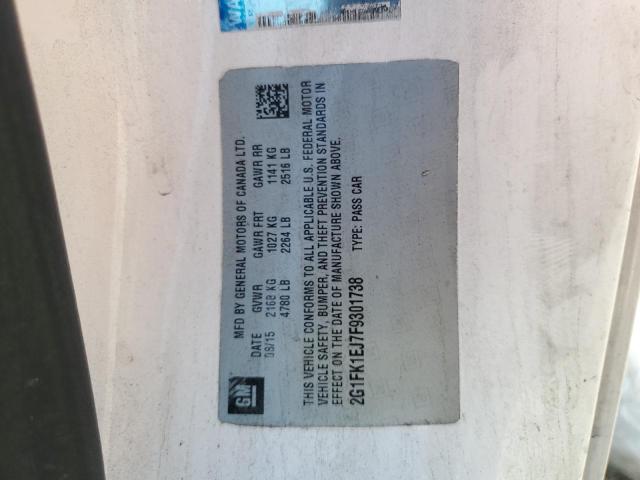 GM
MFD BY GENERAL MOTORS OF CANADA LTD.
DATE GVWR GAWR FRT GAWR RR
08/15 2168 KG 1027 KG 1141 KG
4780 LB 2264 LB 2516 LB
THIS VEHICLE CONFORMS TO ALL APPLICABLE U.S. FEDERAL MOTOR
VEHICLE SAFETY, BUMPER, AND THEFT PREVENTION STANDARDS IN
EFFECT ON THE DATE OF MANUFACTURE SHOWN ABOVE.
2G1FK1EJ7F9301738 TYPE: PASS CAR